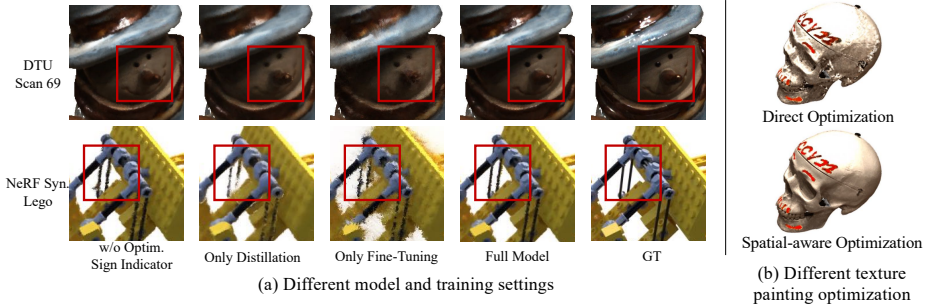 DTU
Scan 69
NeRF Syn.
Lego
w/o Optim.
Sign Indicator
Only Distillation
Only Fine-Tuning
Full Model
GT
(a) Different model and training settings
Direct Optimization
Spatial-aware Optimization
(b) Different texture
painting optimization